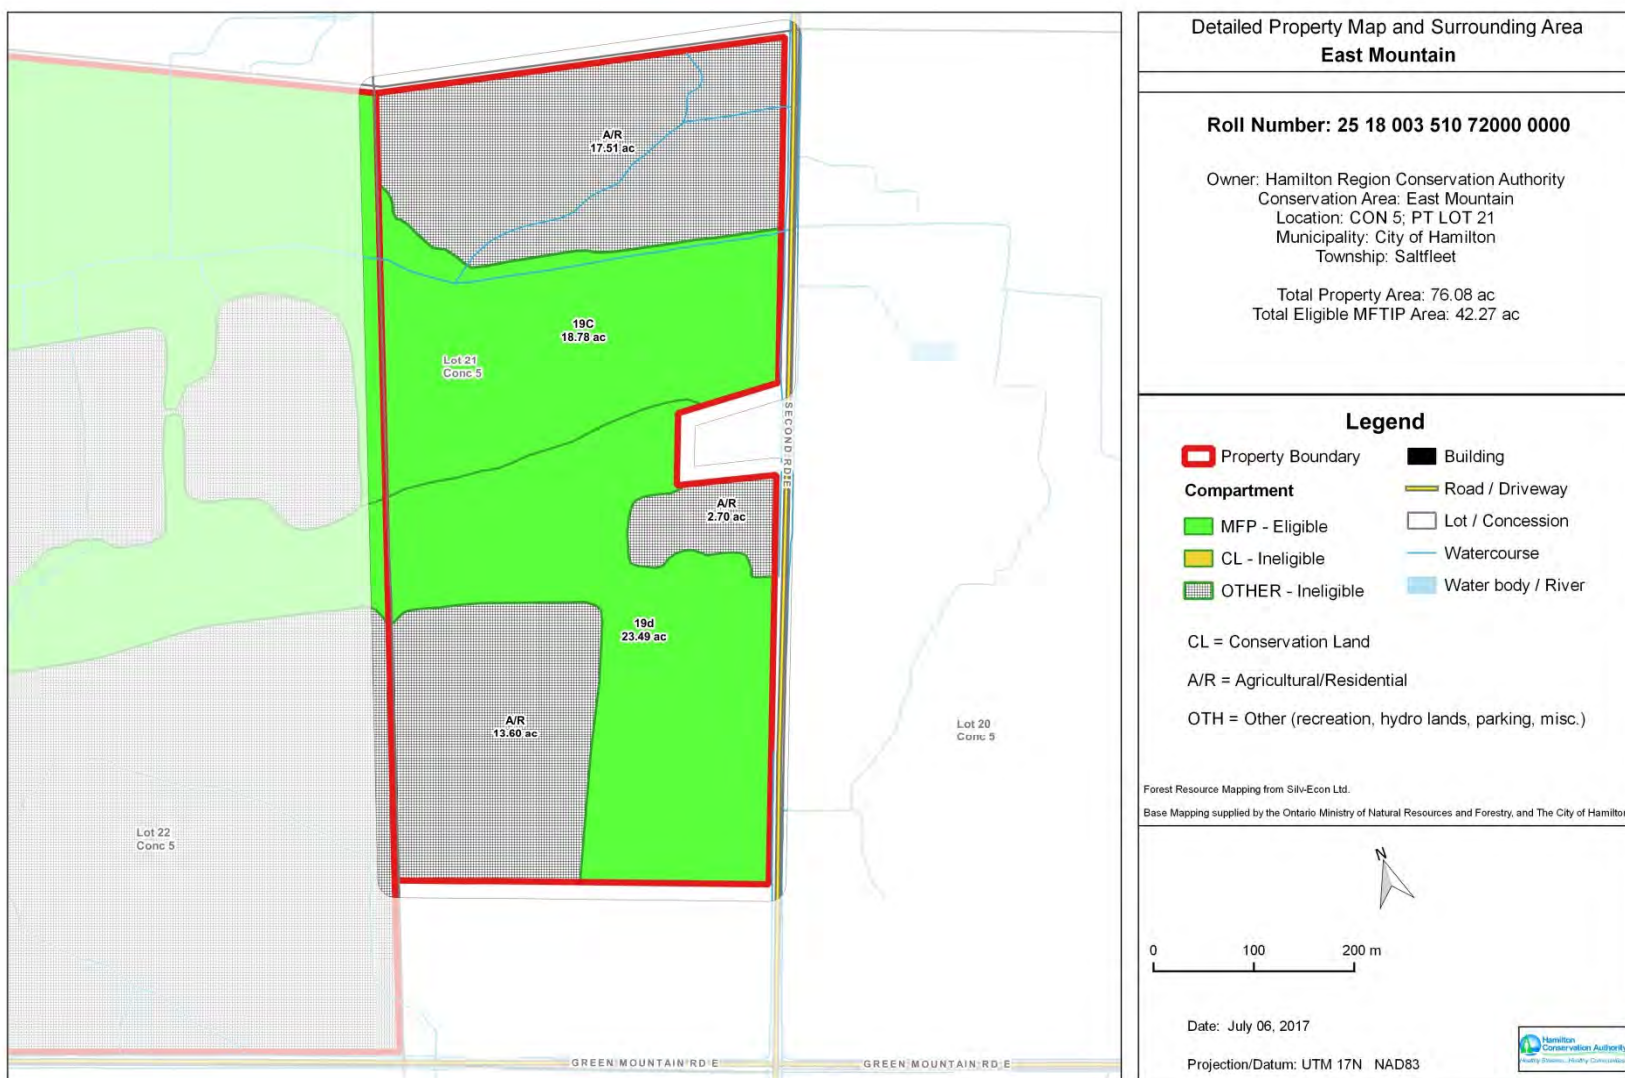 A/R
17.51 ac
19C
18.78 ac
Lot 21
Conc 5
SECOND RD E
A/R
2.70 ac
19d
23.49 ac
A/R
13.60 ac
Lot 20
Conc 5
Lot 22
Conc 5
GREEN MOUNTAIN RD E
GREEN MOUNTAIN RD E
Detailed Property Map and Surrounding Area
East Mountain
Roll Number: 25 18 003 510 72000 0000
Owner: Hamilton Region Conservation Authority
Conservation Area: East Mountain
Location: CON 5; PT LOT 21
Municipality: City of Hamilton
Township: Saltfleet
Total Property Area: 76.08 ac
Total Eligible MFTIP Area: 42.27 ac
Legend
Property Boundary
Compartment
MFP - Eligible
CL - Ineligible
OTHER - Ineligible
Building
Road / Driveway
Lot / Concession
Watercourse
Water body / River
CL = Conservation Land
A/R = Agricultural/Residential
OTH = Other (recreation, hydro lands, parking, misc.)
Forest Resource Mapping from Silv-Econ Ltd.
Base Mapping supplied by the Ontario Ministry of Natural Resources and Forestry, and The City of Hamilton
N
0 100 200 m
Date: July 06, 2017
Projection/Datum: UTM 17N NAD83
Hamilton
Conservation Authority
Healthy Streams...Healthy Communities